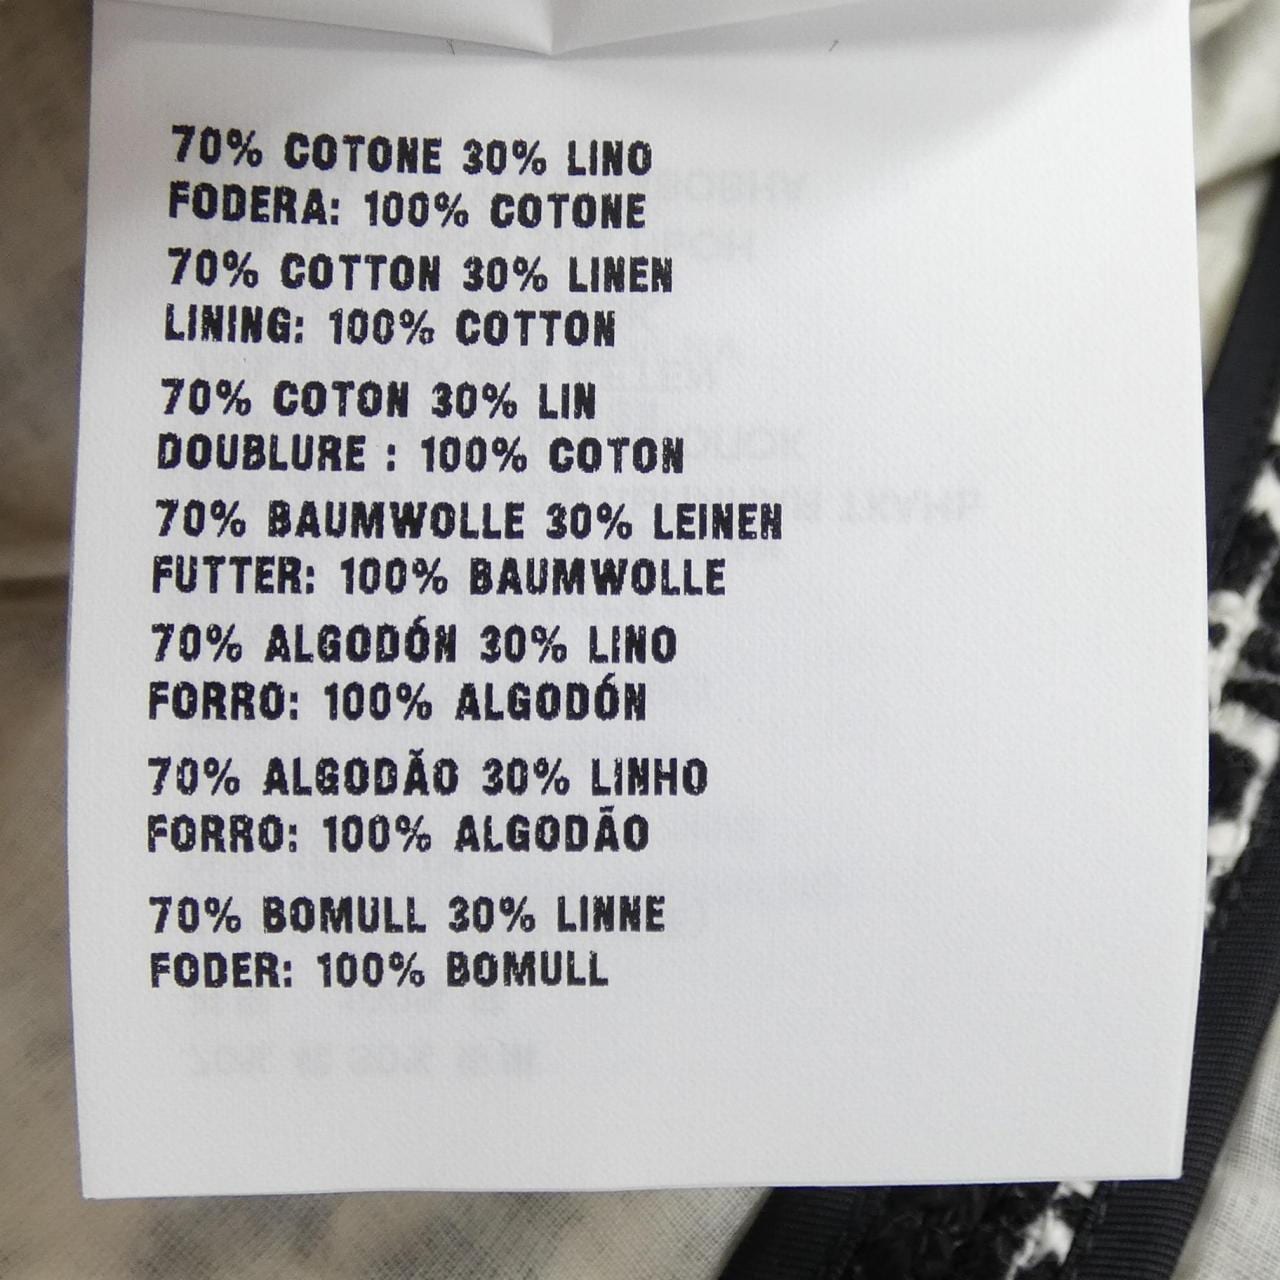 70% COTONE 30% LINO
FODERA: 100% COTONE
70% COTTON 30% LINEN
LINING: 100% COTTON
70% COTON 30% LIN
DOUBLURE : 100% COTON
70% BAUMWOLLE 30% LEINEN
FUTTER: 100% BAUMWOLLE
70% ALGODÓN 30% LINO
FORRO: 100% ALGODÓN
70% ALGODÃO 30% LINHO
FORRO: 100% ALGODÃO
70% BOMULL 30% LINNE
FODER: 100% BOMULL